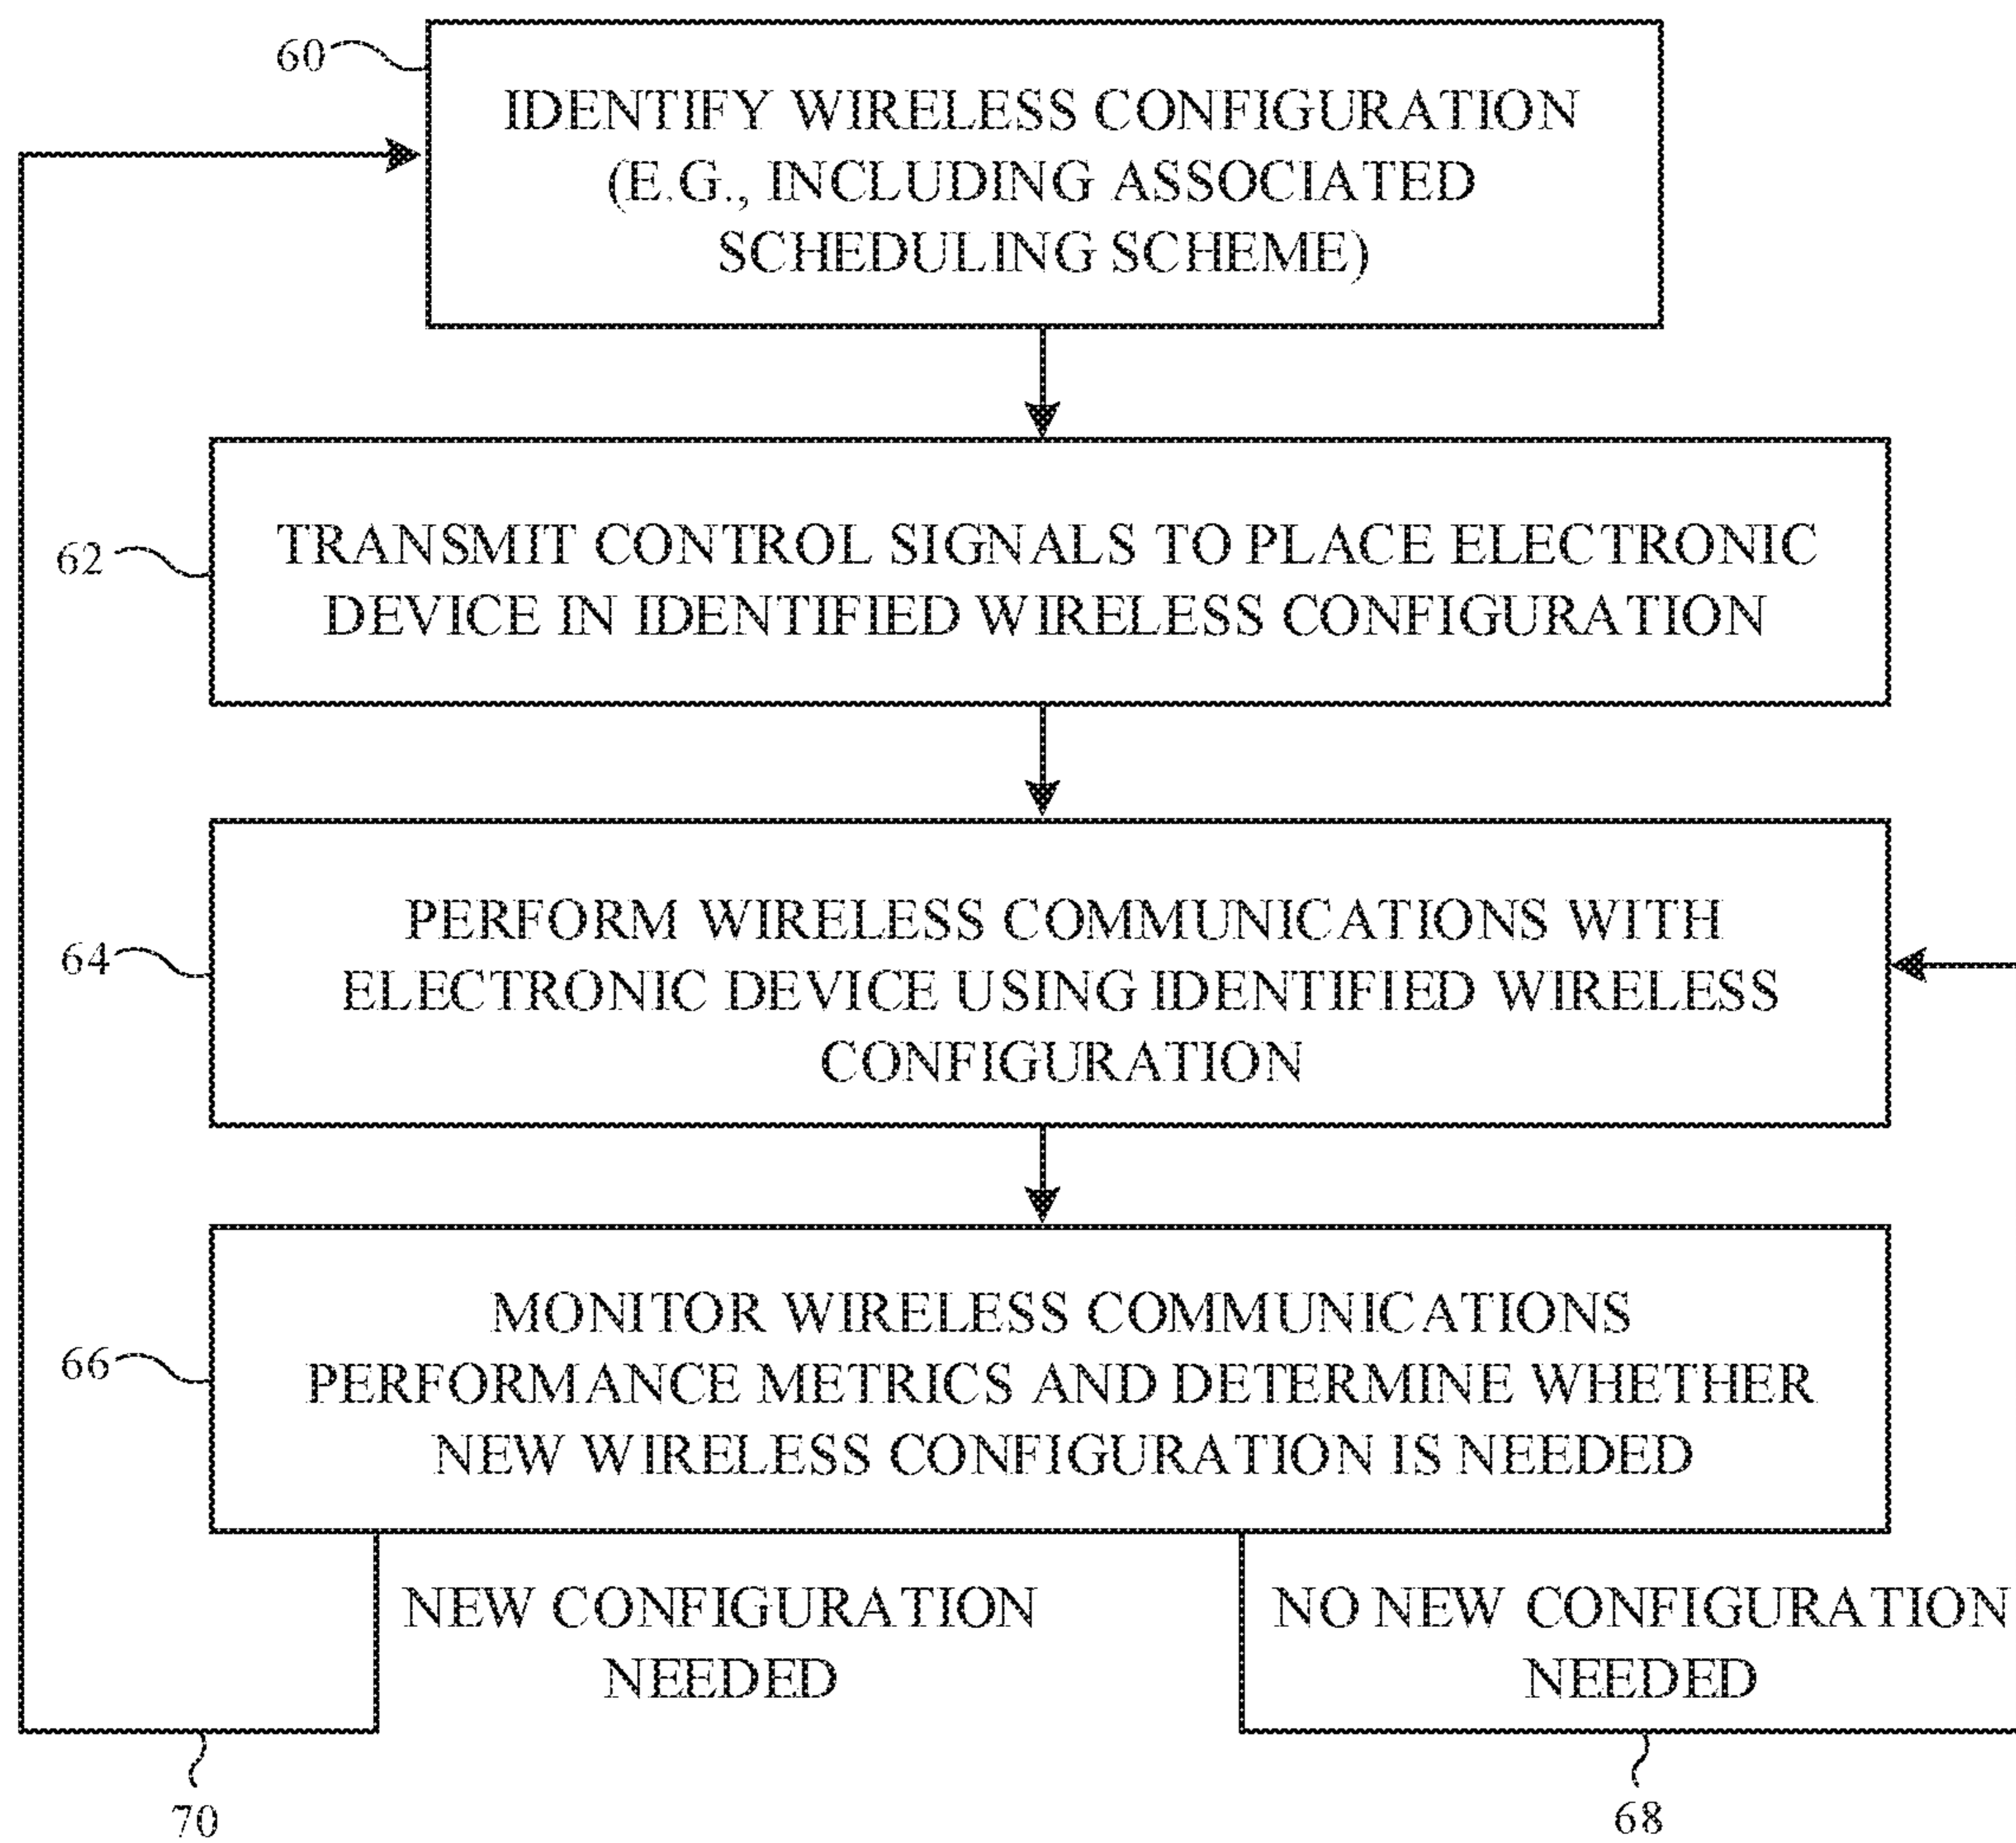 60
IDENTIFY WIRELESS CONFIGURATION
(E.G., INCLUDING ASSOCIATED
SCHEDULING SCHEME)
62
TRANSMIT CONTROL SIGNALS TO PLACE ELECTRONIC
DEVICE IN IDENTIFIED WIRELESS CONFIGURATION
64
PERFORM WIRELESS COMMUNICATIONS WITH
ELECTRONIC DEVICE USING IDENTIFIED WIRELESS
CONFIGURATION
66
MONITOR WIRELESS COMMUNICATIONS
PERFORMANCE METRICS AND DETERMINE WHETHER
NEW WIRELESS CONFIGURATION IS NEEDED
NEW CONFIGURATION
NEEDED
NO NEW CONFIGURATION
NEEDED
70
68